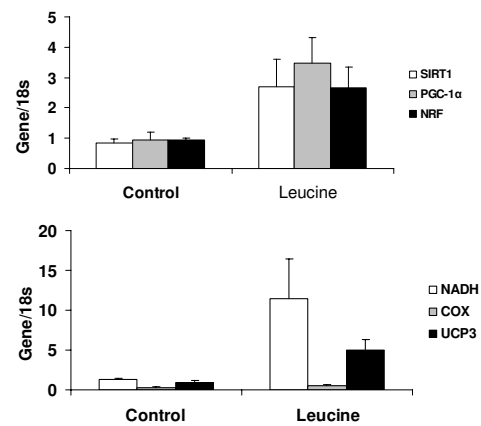 5
4
3
2
1
0
Gene/18s
Control
Leucine
SIRT1
PGC-1α
NRF
20
15
10
5
0
Gene/18s
Control
Leucine
NADH
COX
UCP3